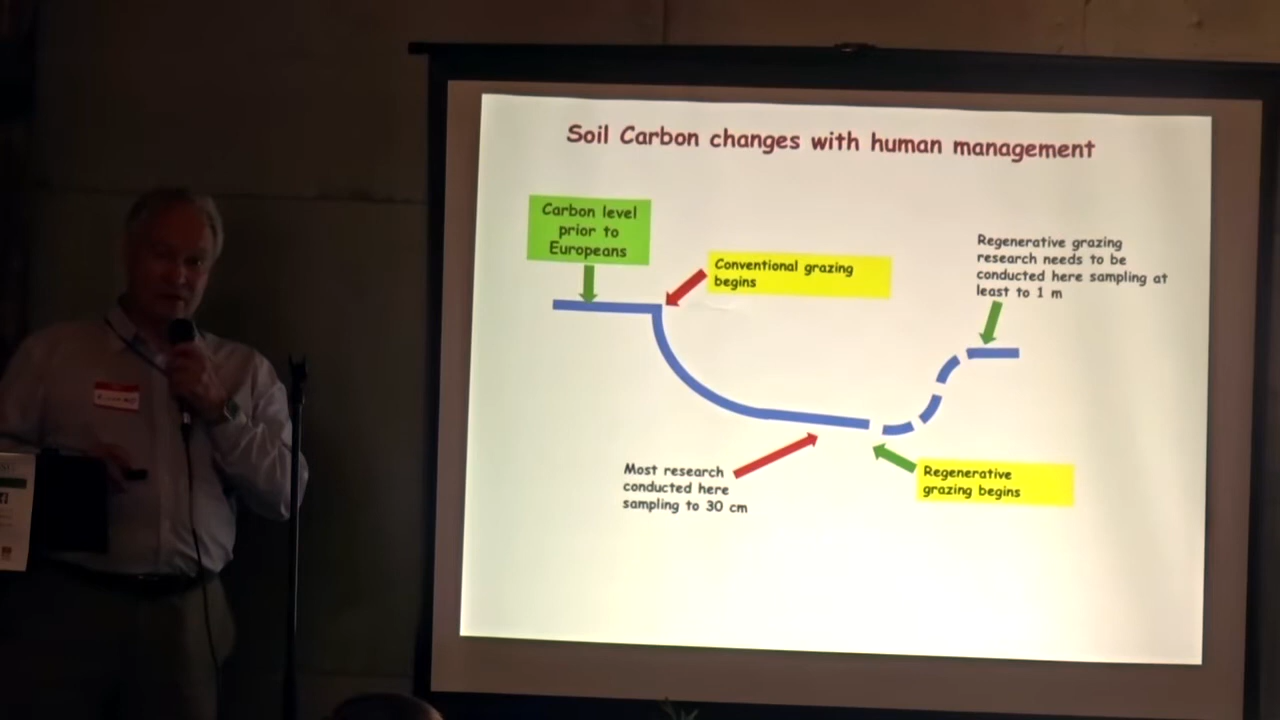 Soil Carbon changes with human management
Carbon level
prior to
Europeans
Conventional grazing
begins
Regenerative grazing
research needs to be
conducted here sampling at
least to 1 m
Most research
conducted here
sampling to 30 cm
Regenerative
grazing begins